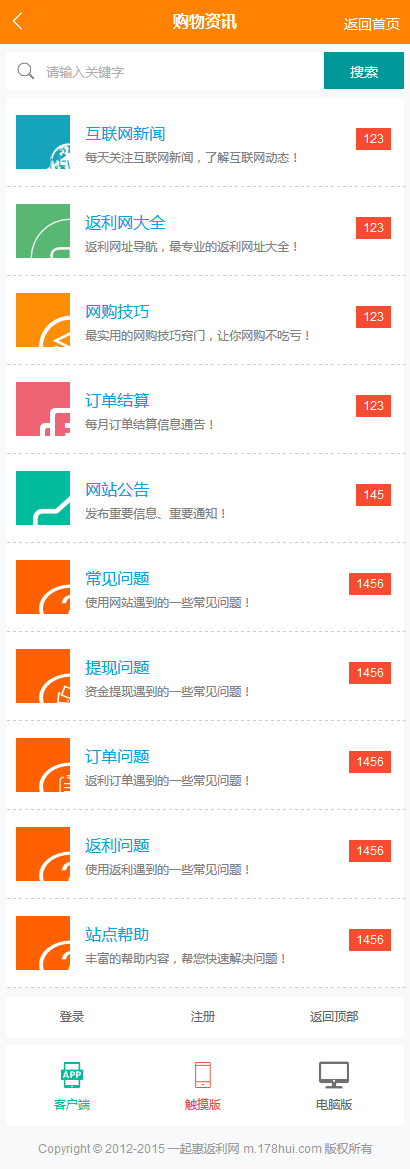 购物资讯
返回首页
请输入关键字
搜索
互联网新闻
123
每天关注互联网新闻，了解互联网动态！
返利网大全
123
返利网址导航，最专业的返利网址大全！
网购技巧
123
最实用的网购技巧窍门，让你网购不吃亏！
订单结算
123
每月订单结算信息通告！
网站公告
145
发布重要信息、重要通知！
常见问题
1456
使用网站遇到的一些常见问题！
提现问题
1456
资金提现遇到的一些常见问题！
订单问题
1456
返利订单遇到的一些常见问题！
返利问题
1456
使用返利遇到的一些常见问题！
站点帮助
1456
丰富的帮助内容，帮您快速解决问题！
登录
注册
返回顶部
APP
客户端
触摸版
电脑版
Copyright © 2012-2015 一起惠返利网 m.178hui.com 版权所有